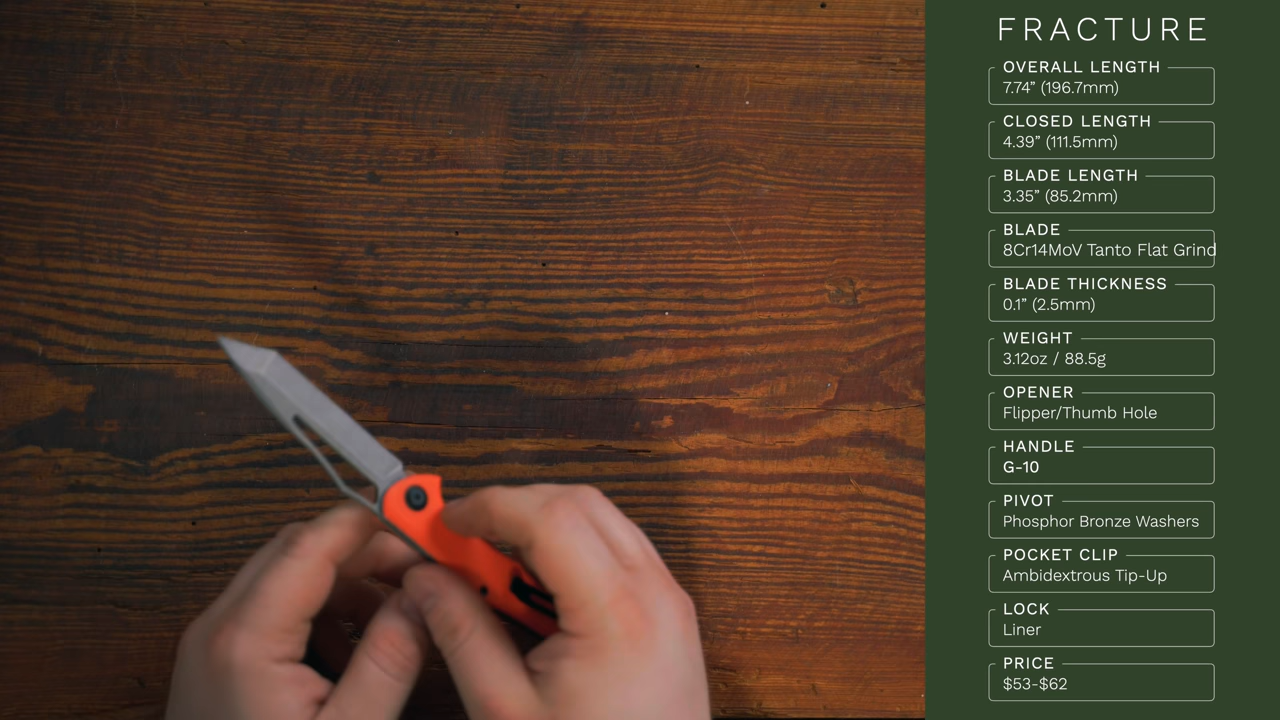 FRACTURE
OVERALL LENGTH
7.74” (196.7mm)
CLOSED LENGTH
4.39” (111.5mm)
BLADE LENGTH
3.35” (85.2mm)
BLADE
8Cr14MoV Tanto Flat Grind
BLADE THICKNESS
0.1” (2.5mm)
WEIGHT
3.12oz / 88.5g
OPENER
Flipper/Thumb Hole
HANDLE
G-10
PIVOT
Phosphor Bronze Washers
POCKET CLIP
Ambidextrous Tip-Up
LOCK
Liner
PRICE
$53-$62